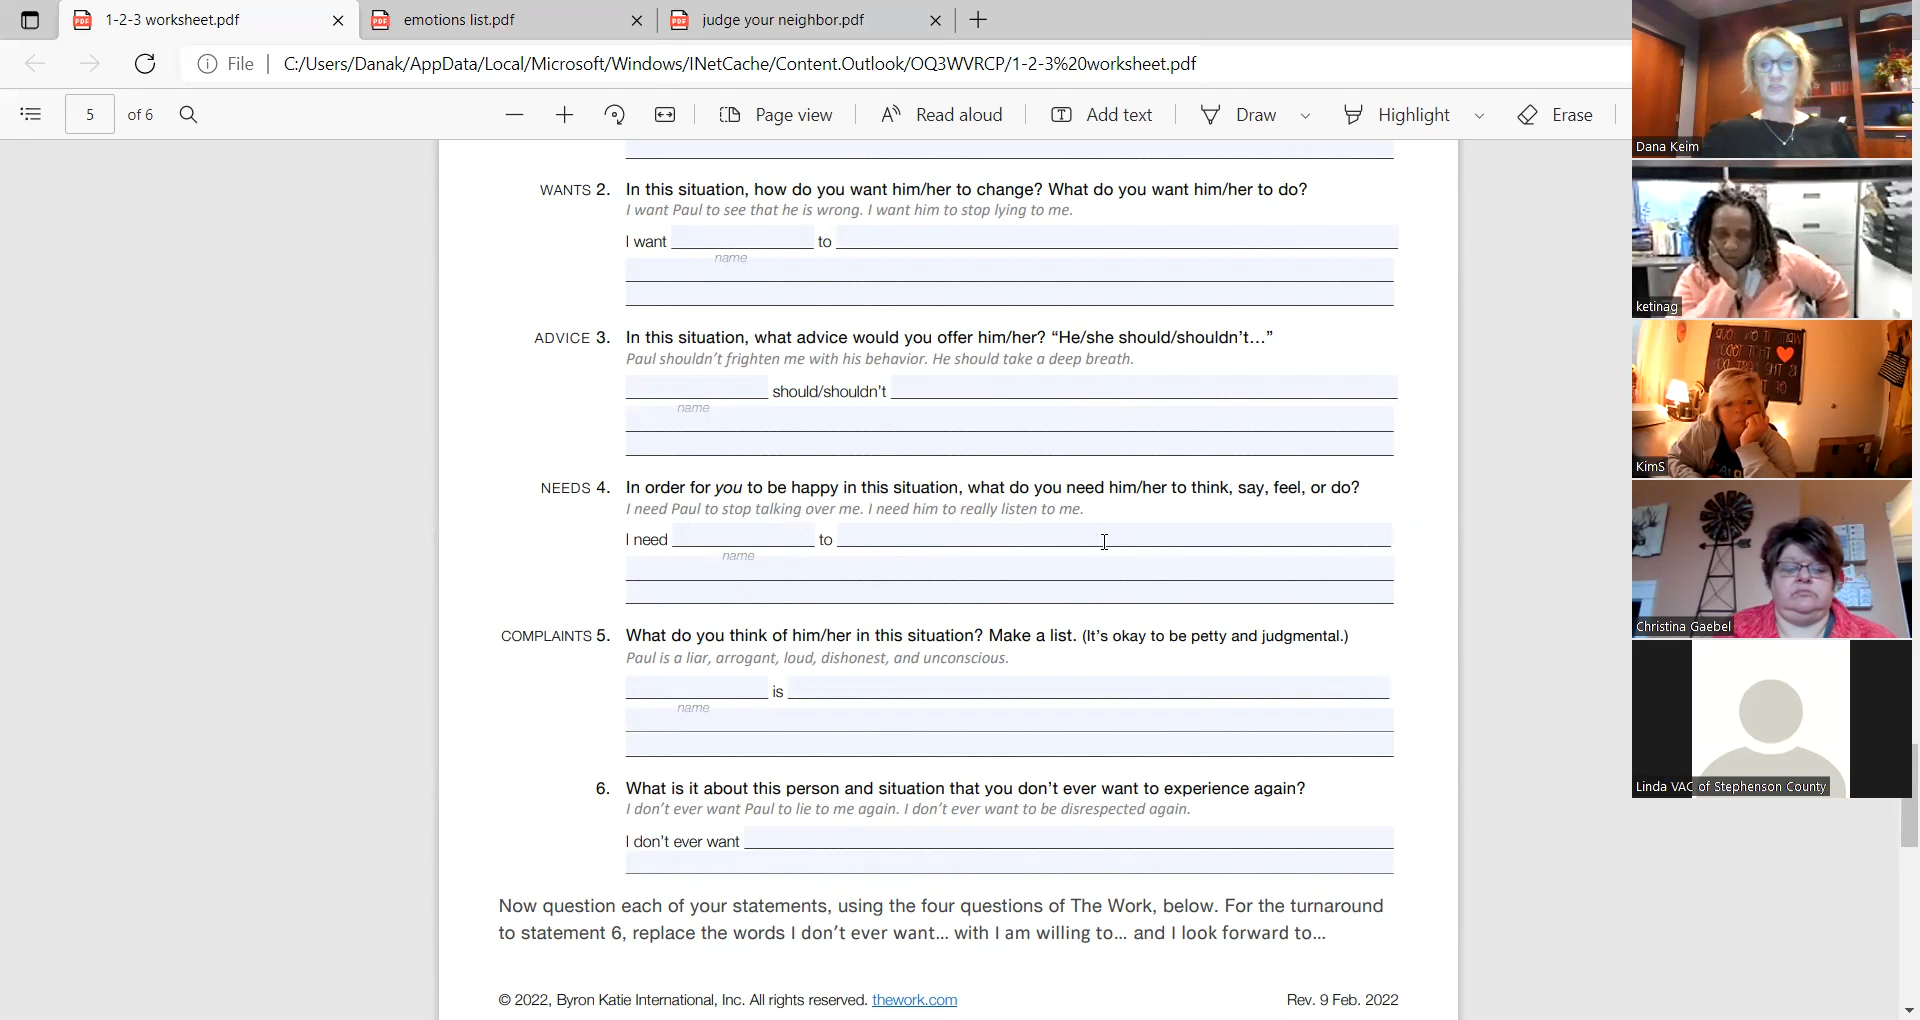 1-2-3 worksheet.pdf
emotions list.pdf
judge your neighbor.pdf
File
C:/Users/Danak/AppData/Local/Microsoft/Windows/INetCache/Content.Outlook/OQ3WVRCP/1-2-3%20worksheet.pdf
5 of 6
Page view
Read aloud
Add text
Draw
Highlight
Erase
WANTS 2. In this situation, how do you want him/her to change? What do you want him/her to do?
I want Paul to see that he is wrong. I want him to stop lying to me.
I want to
name
ADVICE 3. In this situation, what advice would you offer him/her? “He/she should/shouldn’t...”
Paul shouldn’t frighten me with his behavior. He should take a deep breath.
should/shouldn’t
name
NEEDS 4. In order for you to be happy in this situation, what do you need him/her to think, say, feel, or do?
I need Paul to stop talking over me. I need him to really listen to me.
I need to
name
COMPLAINTS 5. What do you think of him/her in this situation? Make a list. (It’s okay to be petty and judgmental.)
Paul is a liar, arrogant, loud, dishonest, and unconscious.
is
name
6. What is it about this person and situation that you don’t ever want to experience again?
I don’t ever want Paul to lie to me again. I don’t ever want to be disrespected again.
I don’t ever want
Now question each of your statements, using the four questions of The Work, below. For the turnaround
to statement 6, replace the words I don’t ever want... with I am willing to... and I look forward to...
© 2022, Byron Katie International, Inc. All rights reserved. thework.com
Rev. 9 Feb. 2022
Dana Keim
ketinag
KimS
Christina Gaebel
Linda VAC of Stephenson County